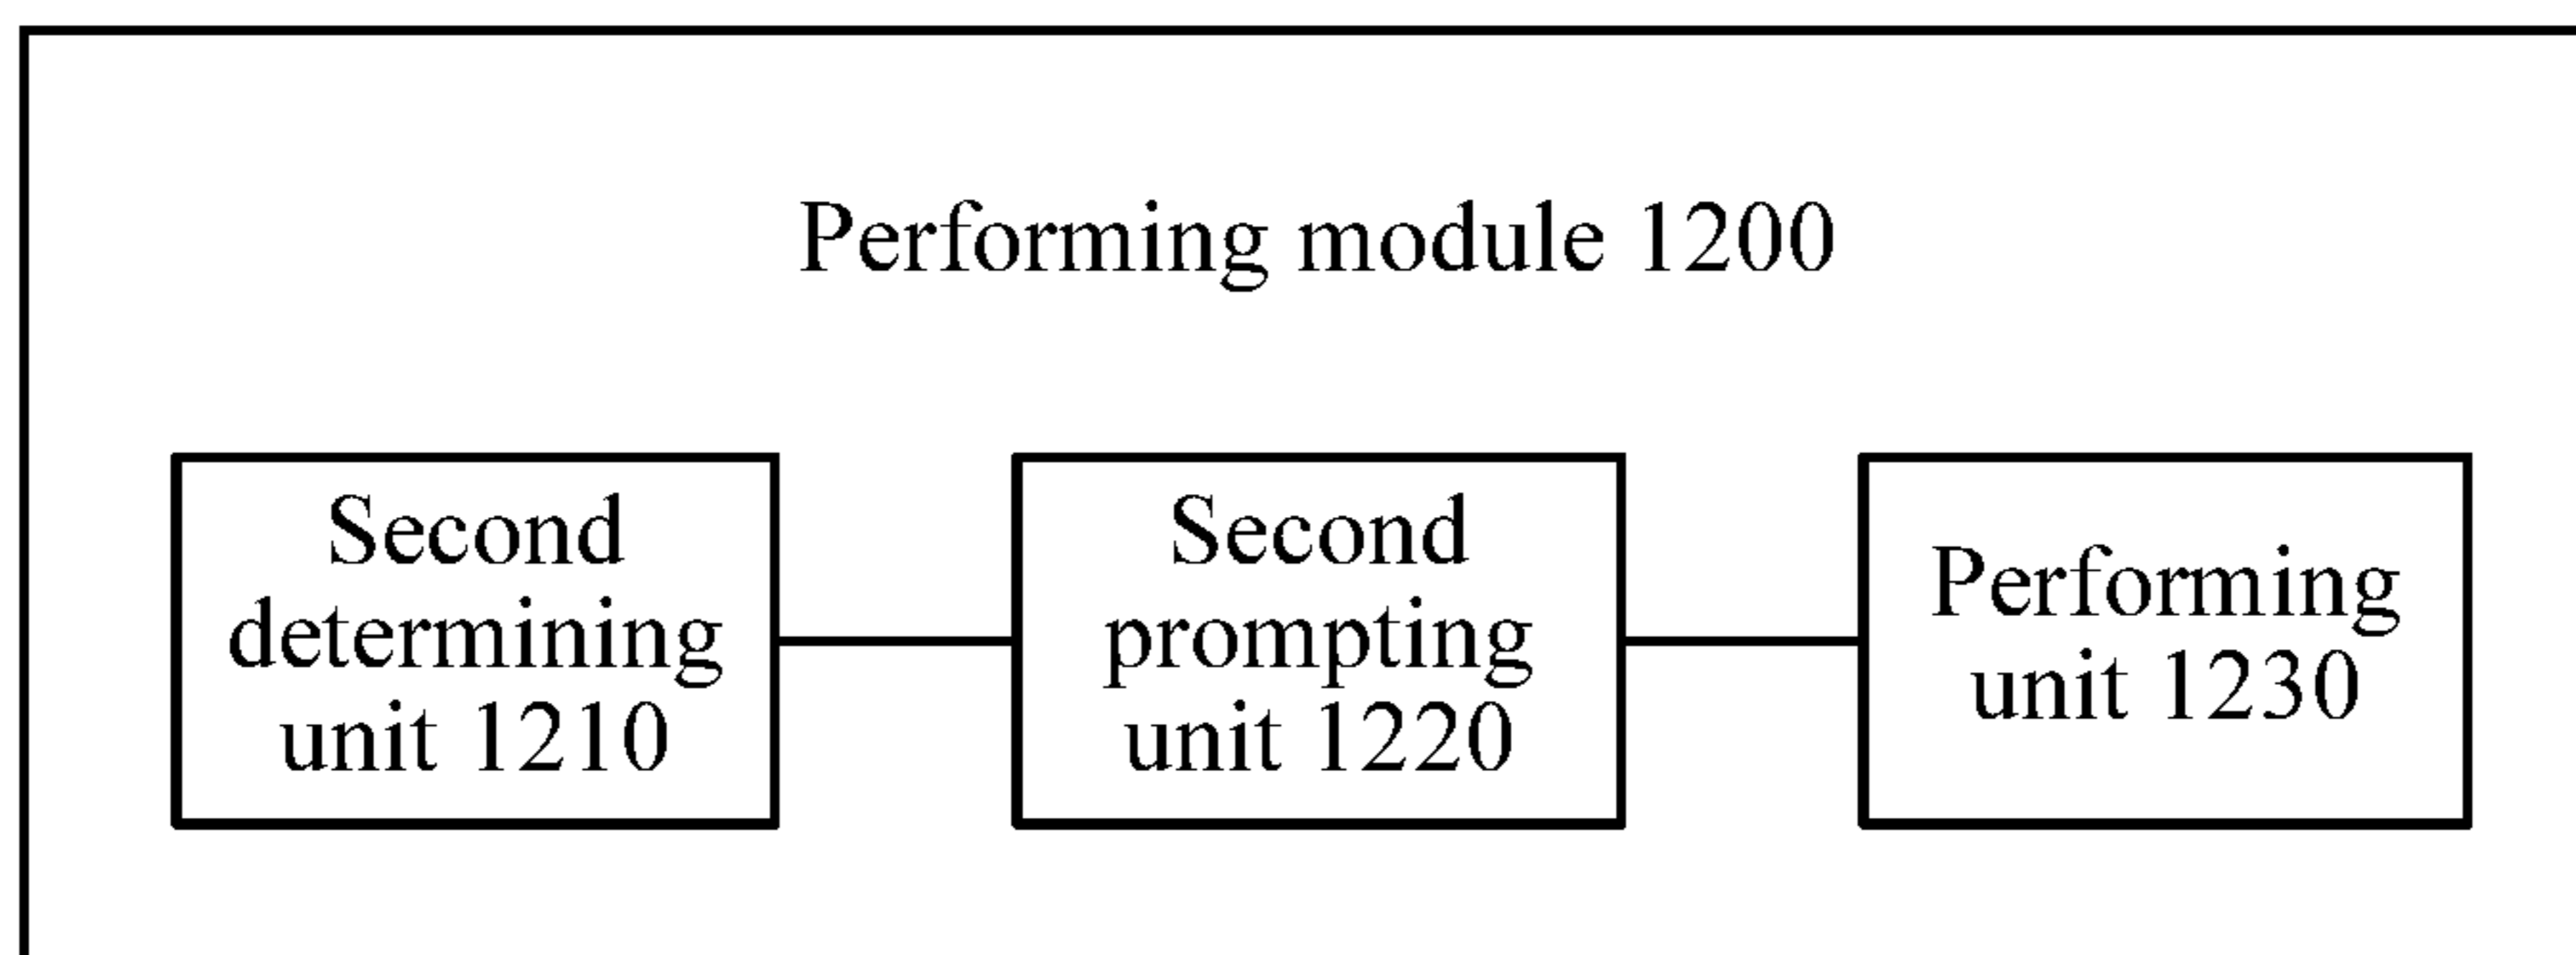 Performing module 1200
Second
determining
unit 1210
Second
prompting
unit 1220
Performing
unit 1230